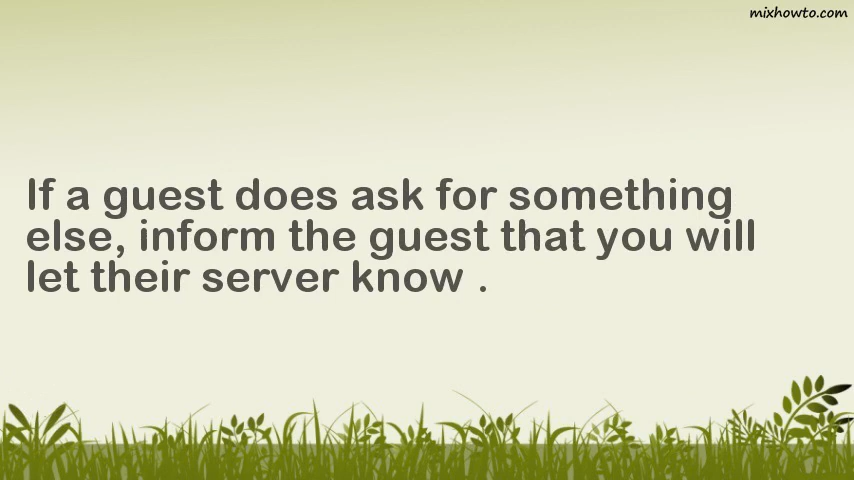 mixhowto.com
If a guest does ask for something
else, inform the guest that you will
let their server know .